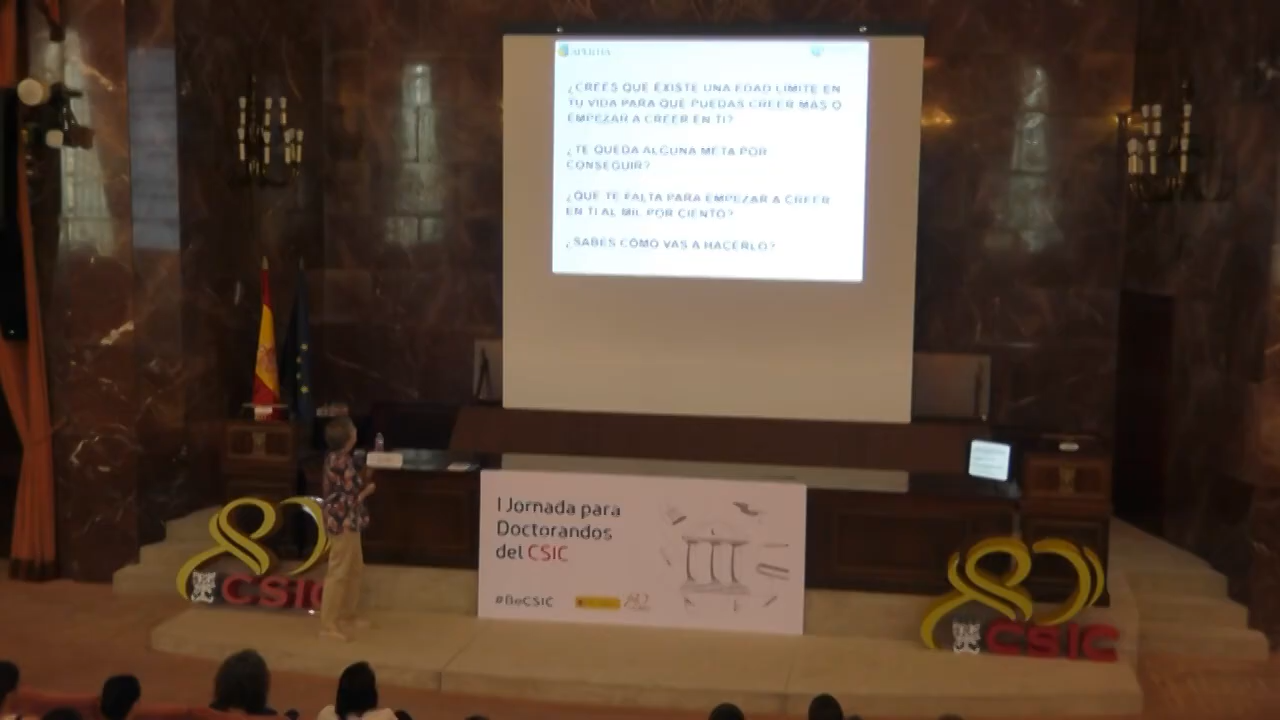 ¿CREES QUE EXISTE UNA EDAD LÍMITE EN
TU VIDA PARA QUE PUEDAS CREER MÁS O
EMPEZAR A CREER EN TI?
¿TE QUEDA ALGUNA META POR
CONSEGUIR?
¿QUÉ TE FALTA PARA EMPEZAR A CREER
EN TI AL MIL POR CIENTO?
¿SABES CÓMO VAS A HACERLO?
I Jornada para
Doctorandos
del CSIC
#BeCSIC
80
CSIC
80
CSIC